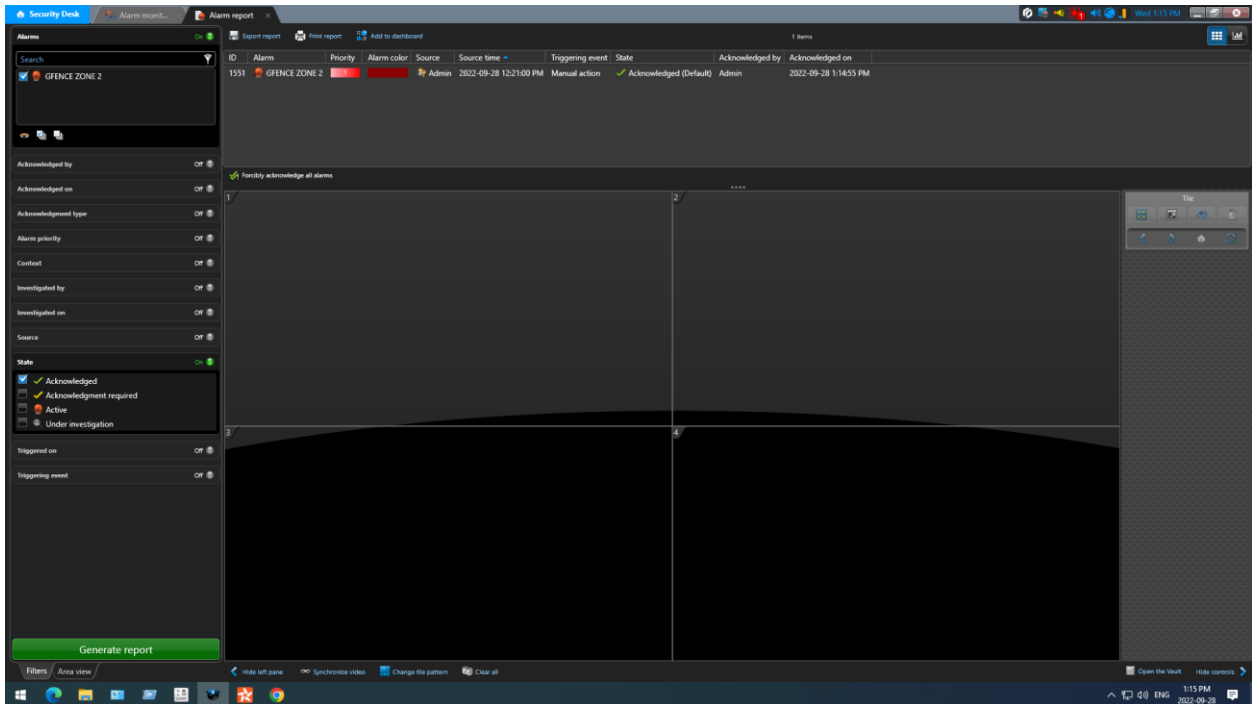 Security Desk
Alarm monit...
Alarm report
Wed 1:15 PM
Alarms On
Export report Print report Add to dashboard 1 items
Search
GFENCE ZONE 2
ID Alarm Priority Alarm color Source Source time Triggering event State Acknowledged by Acknowledged on
1551 GFENCE ZONE 2 1 Admin 2022-09-28 12:21:00 PM Manual action Acknowledged (Default) Admin 2022-09-28 1:14:55 PM
Acknowledged by Off
Acknowledged on Off
Acknowledgment type Off
Alarm priority Off
Context Off
Investigated by Off
Investigated on Off
Source Off
State On
Acknowledged
Acknowledgment required
Active
Under investigation
Triggered on Off
Triggering event Off
Forcibly acknowledge all alarms
1
2
3
4
Tile
Generate report
Filters Area view
Hide left pane Synchronize video Change tile pattern Clear all Open the Vault Hide controls
ENG
1:15 PM
2022-09-28